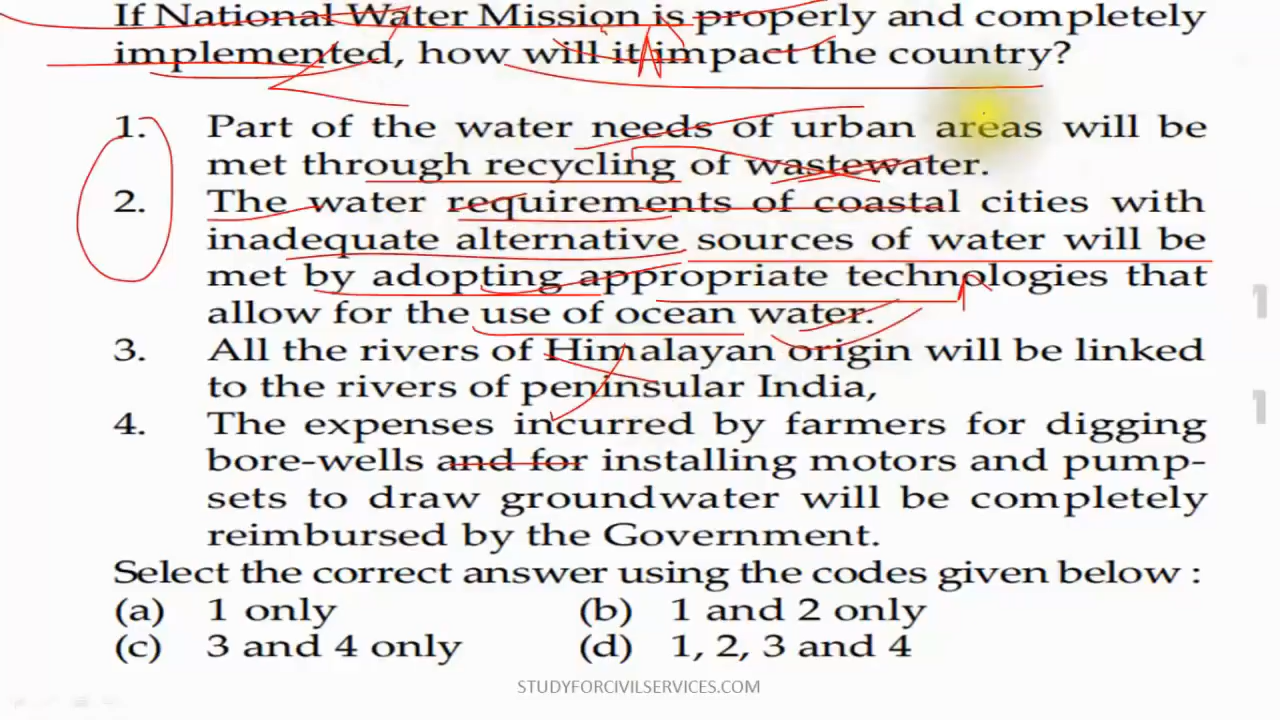 If National Water Mission is properly and completely
implemented, how will it impact the country?
1. Part of the water needs of urban areas will be
met through recycling of wastewater.
2. The water requirements of coastal cities with
inadequate alternative sources of water will be
met by adopting appropriate technologies that
allow for the use of ocean water.
3. All the rivers of Himalayan origin will be linked
to the rivers of peninsular India,
4. The expenses incurred by farmers for digging
bore-wells and for installing motors and pump-
sets to draw groundwater will be completely
reimbursed by the Government.
Select the correct answer using the codes given below :
(a) 1 only (b) 1 and 2 only
(c) 3 and 4 only (d) 1, 2, 3 and 4
STUDYFORCIVILSERVICES.COM